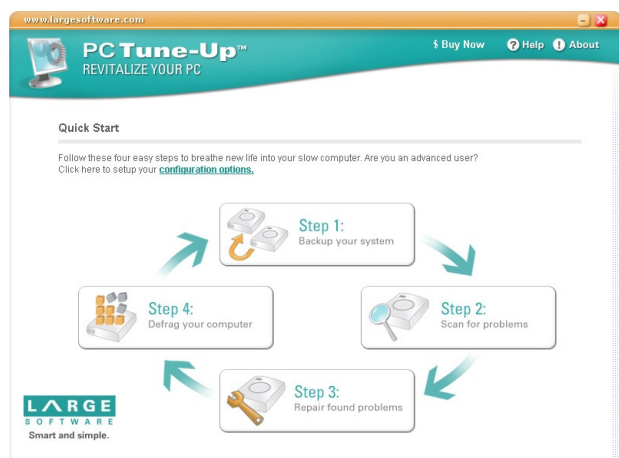 www.largesoftware.com
PC Tune-Up™
REVITALIZE YOUR PC
$ Buy Now ? Help ! About
Quick Start
Follow these four easy steps to breathe new life into your slow computer. Are you an advanced user?
Click here to setup your configuration options.
Step 1:
Backup your system
Step 2:
Scan for problems
Step 3:
Repair found problems
Step 4:
Defrag your computer
LARGE
SOFTWARE
Smart and simple.